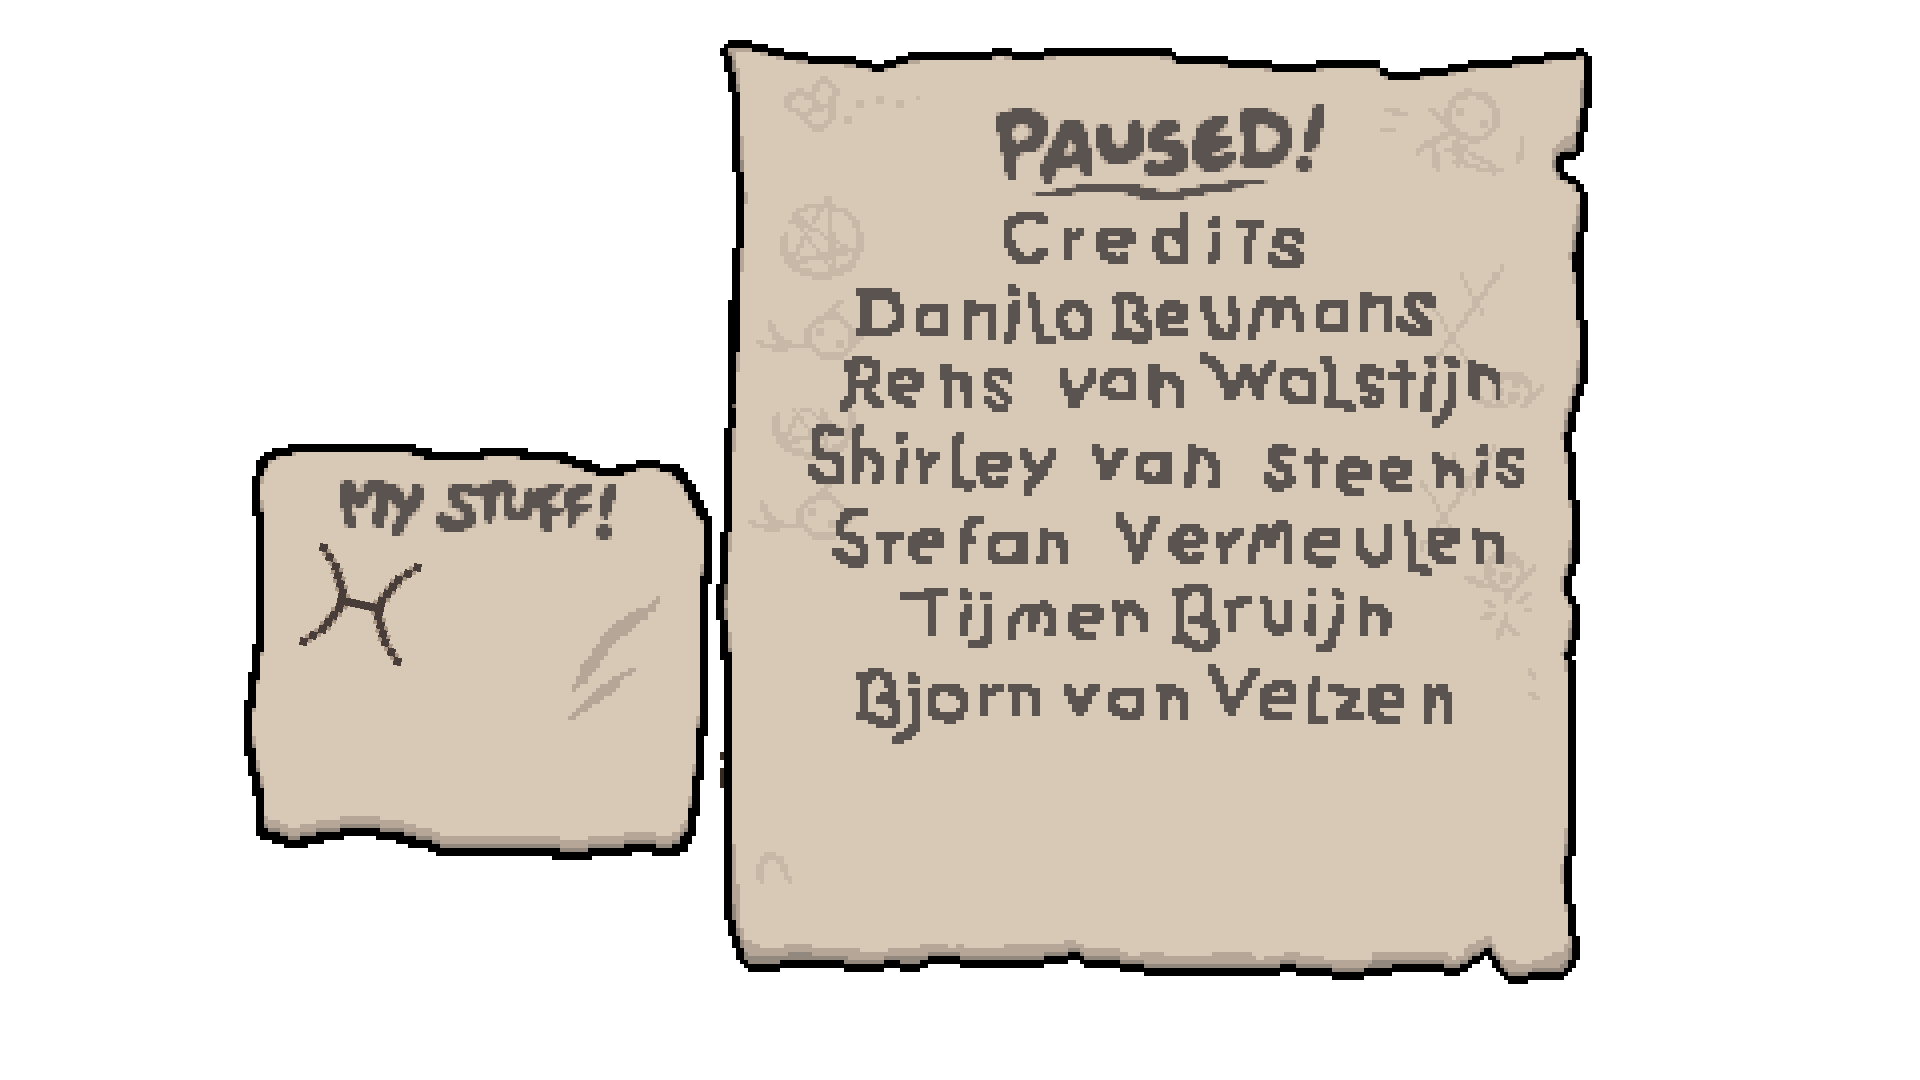 PAUSED!
Credits
Danilo Beumans
Rens van Walstijn
Shirley van Steenis
Stefan Vermeulen
Tijmen Bruijn
Bjorn van Velzen
MY STUFF!